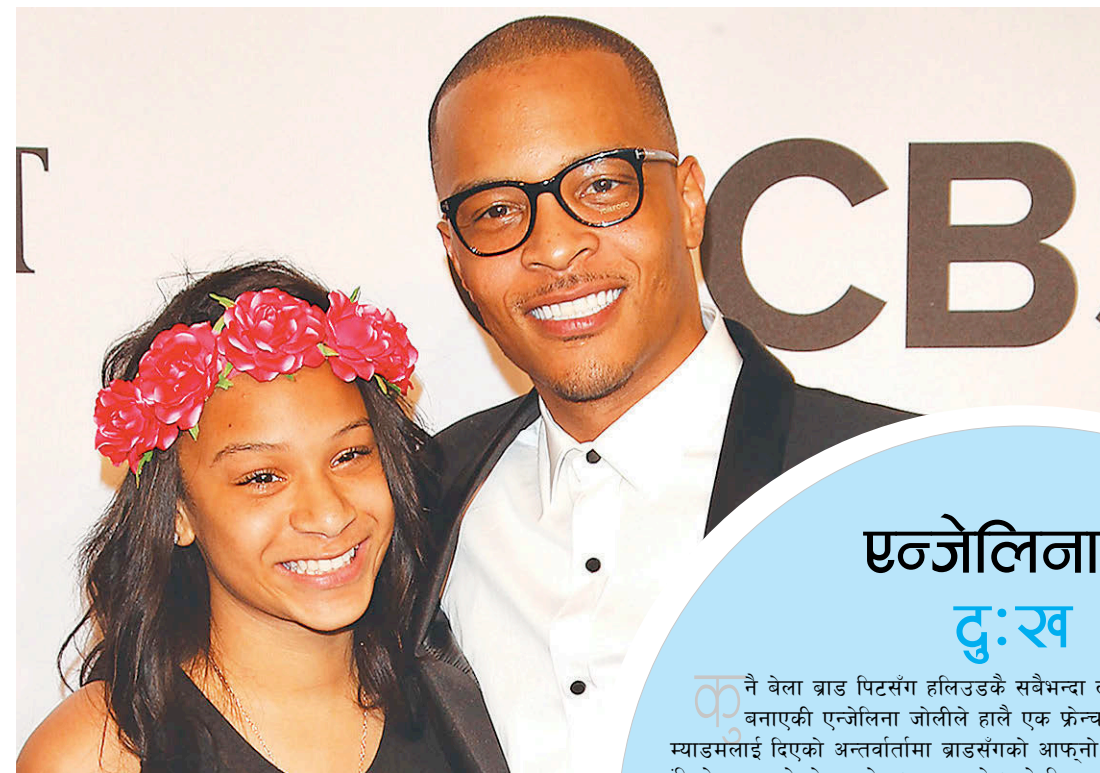 T
CB
एन्जेलिना
दु:ख
कुनै बेला ब्राड पिटसँग हलिउडकै सबैभन्दा
बनाएकी एन्जेलिना जोलीले हालै एक फ्रेन्च
म्याडमलाई दिएको अन्तर्वार्तामा ब्राडसँगको आफ्नो